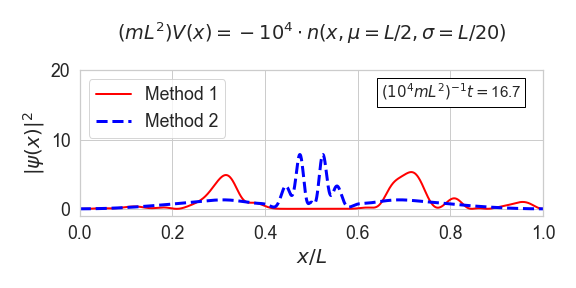 (mL²)V(x) = −10⁴ · n(x, μ = L/2, σ = L/20)
20
10
0
|ψ(x)|²
Method 1
Method 2
(10⁴mL²)⁻¹t = 16.7
0.0 0.2 0.4 0.6 0.8 1.0
x/L